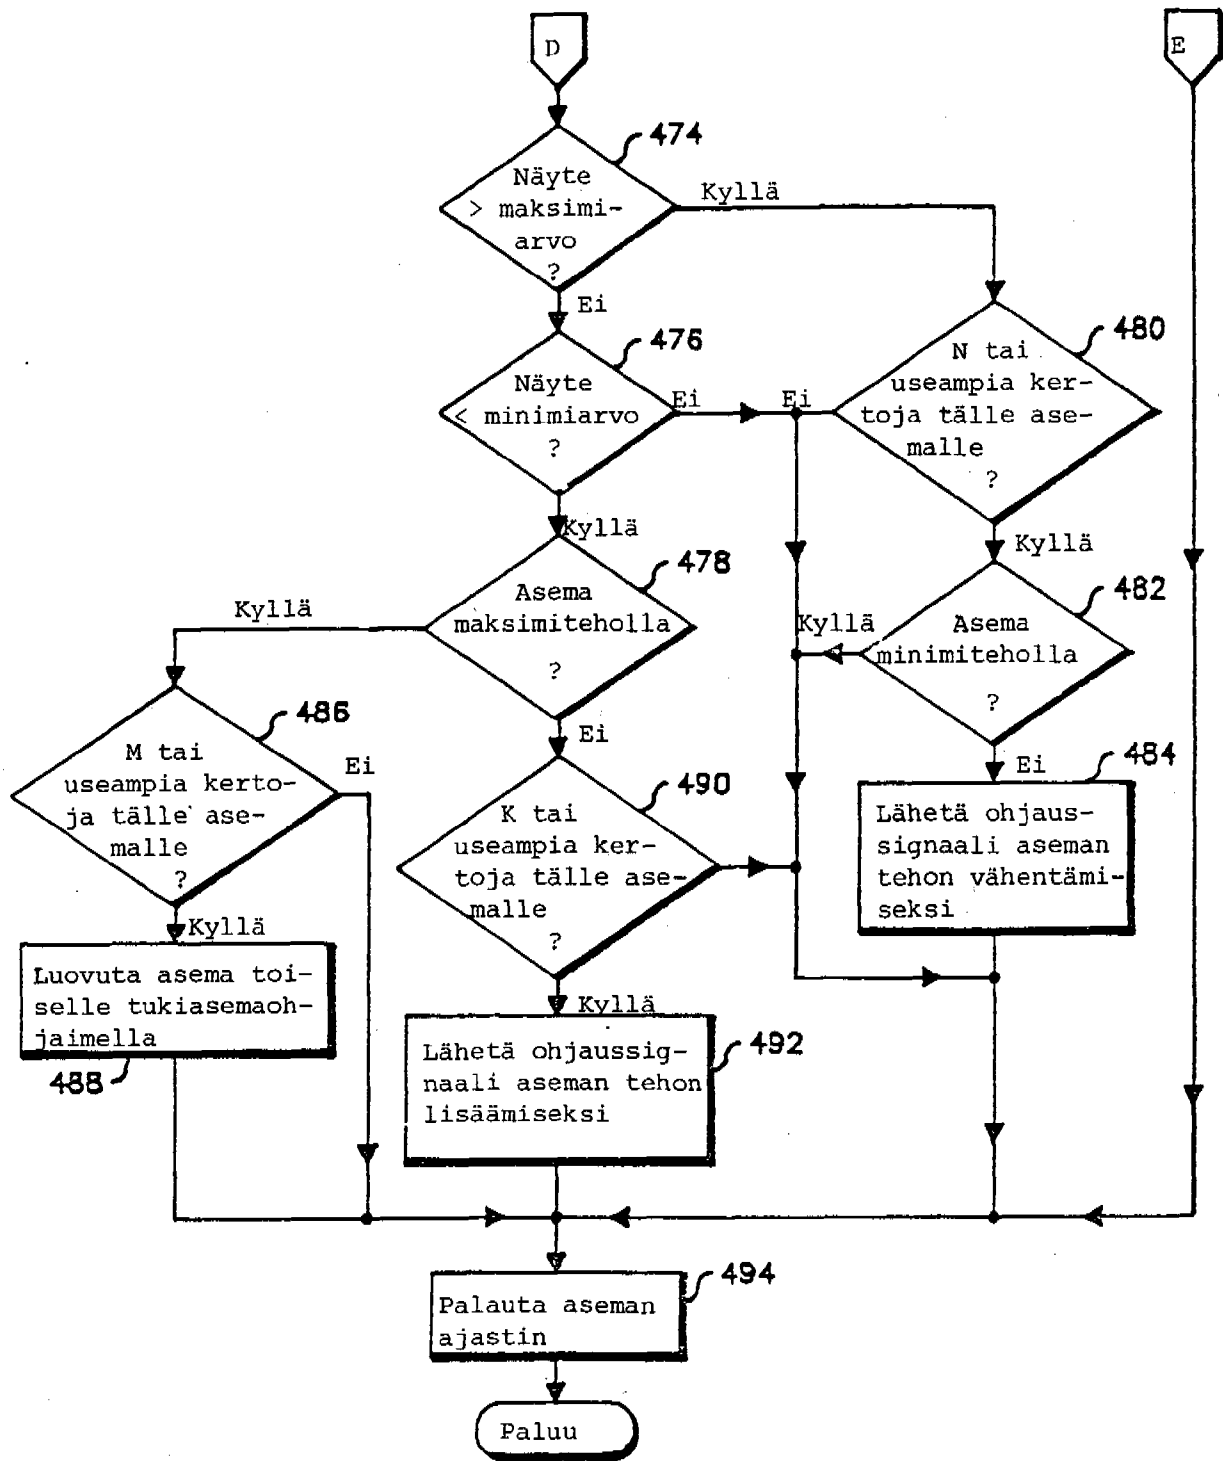 D
E
474
Näyte
> maksimi-
arvo
?
Kyllä
Ei
476
Näyte
< minimiarvo
?
Ei
Ei
480
N tai
useampia ker-
toja tälle ase-
malle
?
Kyllä
Kyllä
478
Asema
maksimiteholla
?
Kyllä
Kyllä
482
Asema
minimiteholla
?
486
M tai
useampia kerto-
ja tälle ase-
malle
?
Ei
Ei
490
K tai
useampia ker-
toja tälle ase-
malle
?
Ei
484
Lähetä ohjaus-
signaali aseman
tehon vähentämi-
seksi
Kyllä
Luovuta asema toi-
selle tukiasemaoh-
jaimella
488
Kyllä
Lähetä ohjaussig-
naali aseman tehon
lisäämiseksi
492
494
Palauta aseman
ajastin
Paluu